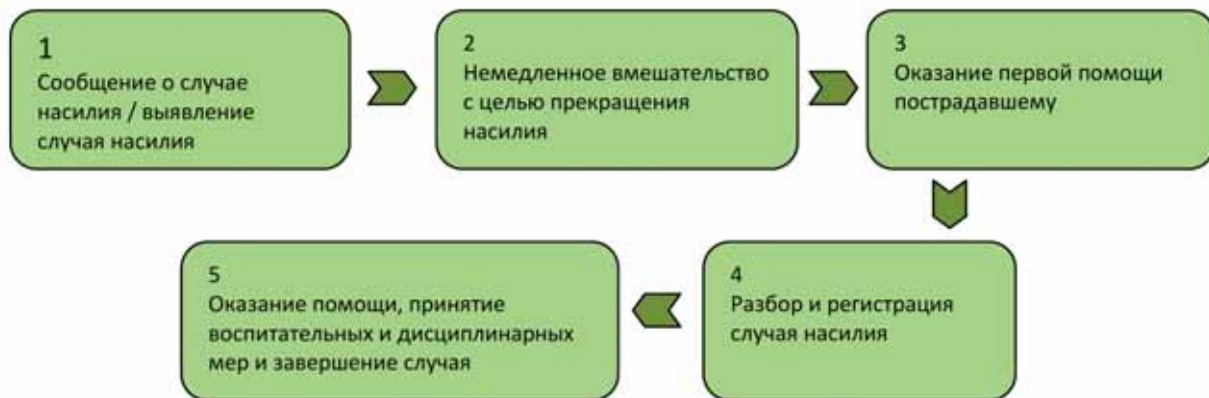 1
Сообщение о случае
насилия / выявление
случая насилия
2
Немедленное вмешательство
с целью прекращения
насилия
3
Оказание первой помощи
пострадавшему
4
Разбор и регистрация
случая насилия
5
Оказание помощи, принятие
воспитательных и дисциплинарных
мер и завершение случая